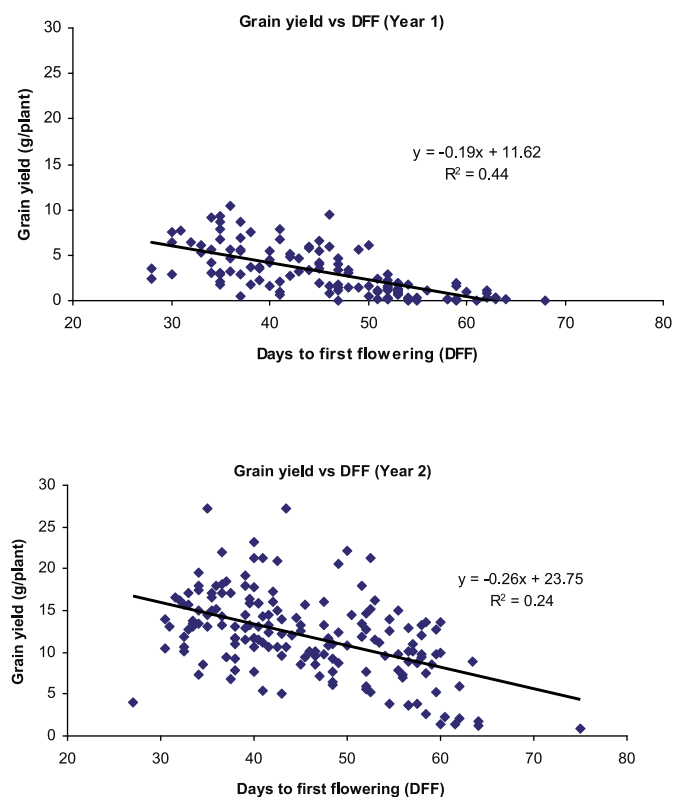 Grain yield vs DFF (Year 1)
30
25
20
15
10
5
0
Grain yield (g/plant)
y = -0.19x + 11.62
R² = 0.44
20 30 40 50 60 70 80
Days to first flowering (DFF)
Grain yield vs DFF (Year 2)
30
25
20
15
10
5
0
Grain yield (g/plant)
y = -0.26x + 23.75
R² = 0.24
20 30 40 50 60 70 80
Days to first flowering (DFF)